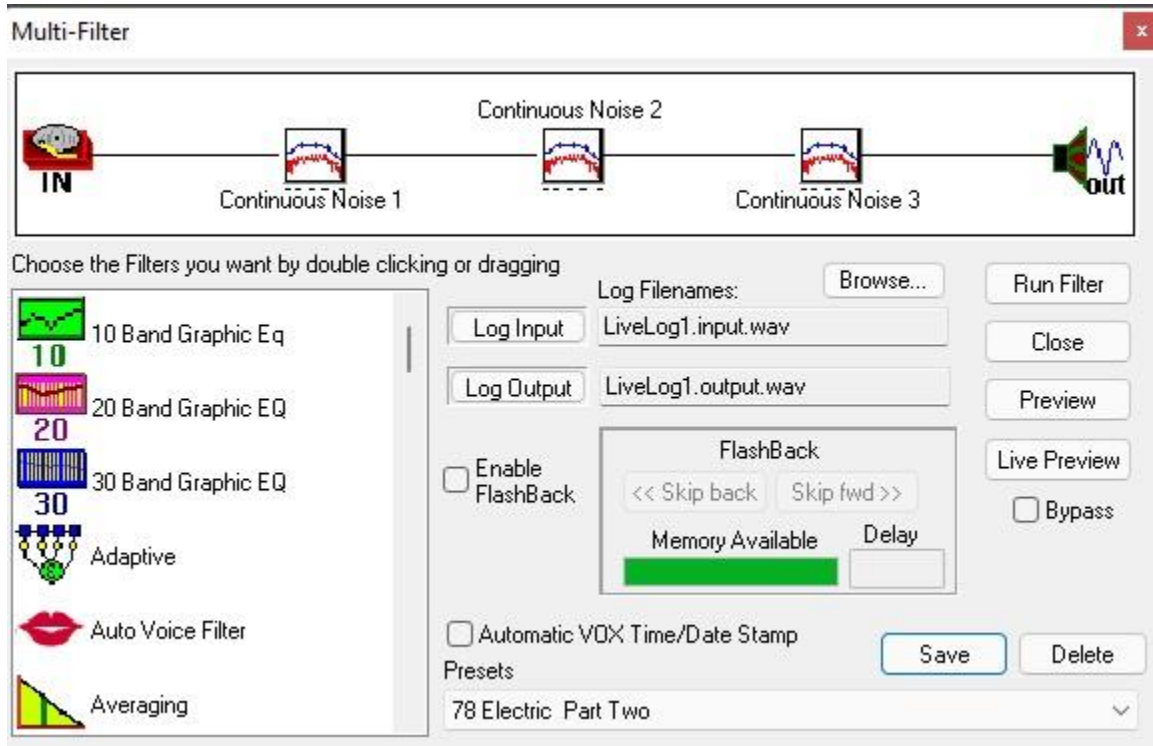 Multi-Filter
x
Continuous Noise 2
IN
out
Continuous Noise 1
Continuous Noise 3
Choose the Filters you want by double clicking or dragging
10 Band Graphic Eq
10
20 Band Graphic EQ
20
30 Band Graphic EQ
30
Adaptive
Auto Voice Filter
Averaging
Log Filenames:
Browse...
Log Input
LiveLog1.input.wav
Log Output
LiveLog1.output.wav
Enable
FlashBack
FlashBack
<< Skip back
Skip fwd >>
Memory Available
Delay
Run Filter
Close
Preview
Live Preview
Bypass
Automatic VOX Time/Date Stamp
Save
Delete
Presets
78 Electric  Part Two